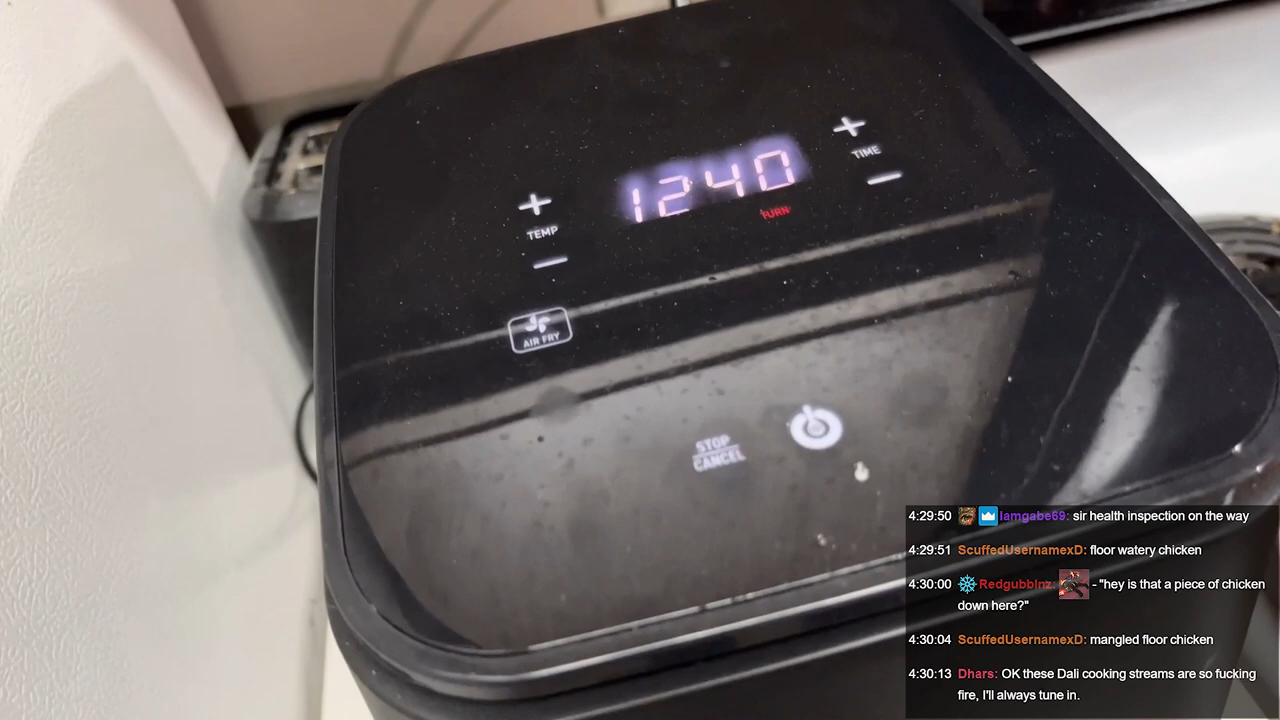 1240
TURN
TIME
TEMP
AIR FRY
STOP
CANCEL
4:29:50 Iamgabe69: sir health inspection on the way
4:29:51 ScuffedUsernamexD: floor watery chicken
4:30:00 Redgubblnz: - "hey is that a piece of chicken
down here?"
4:30:04 ScuffedUsernamexD: mangled floor chicken
4:30:13 Dhars: OK these Dali cooking streams are so fucking
fire, I'll always tune in.